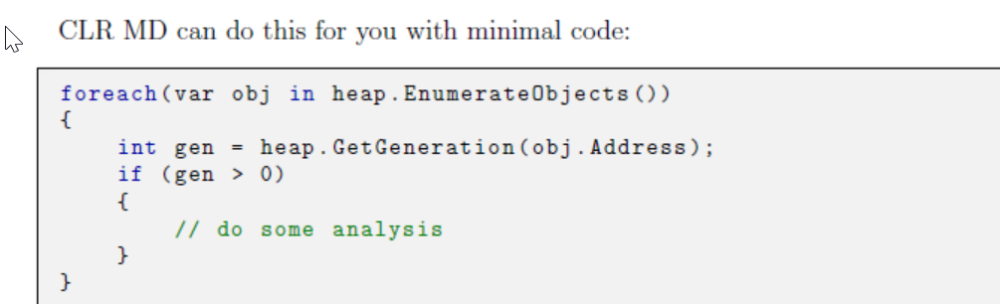 CLR MD can do this for you with minimal code:
foreach(var obj in heap.EnumerateObjects())
{
    int gen = heap.GetGeneration(obj.Address);
    if (gen > 0)
    {
        // do some analysis
    }
}